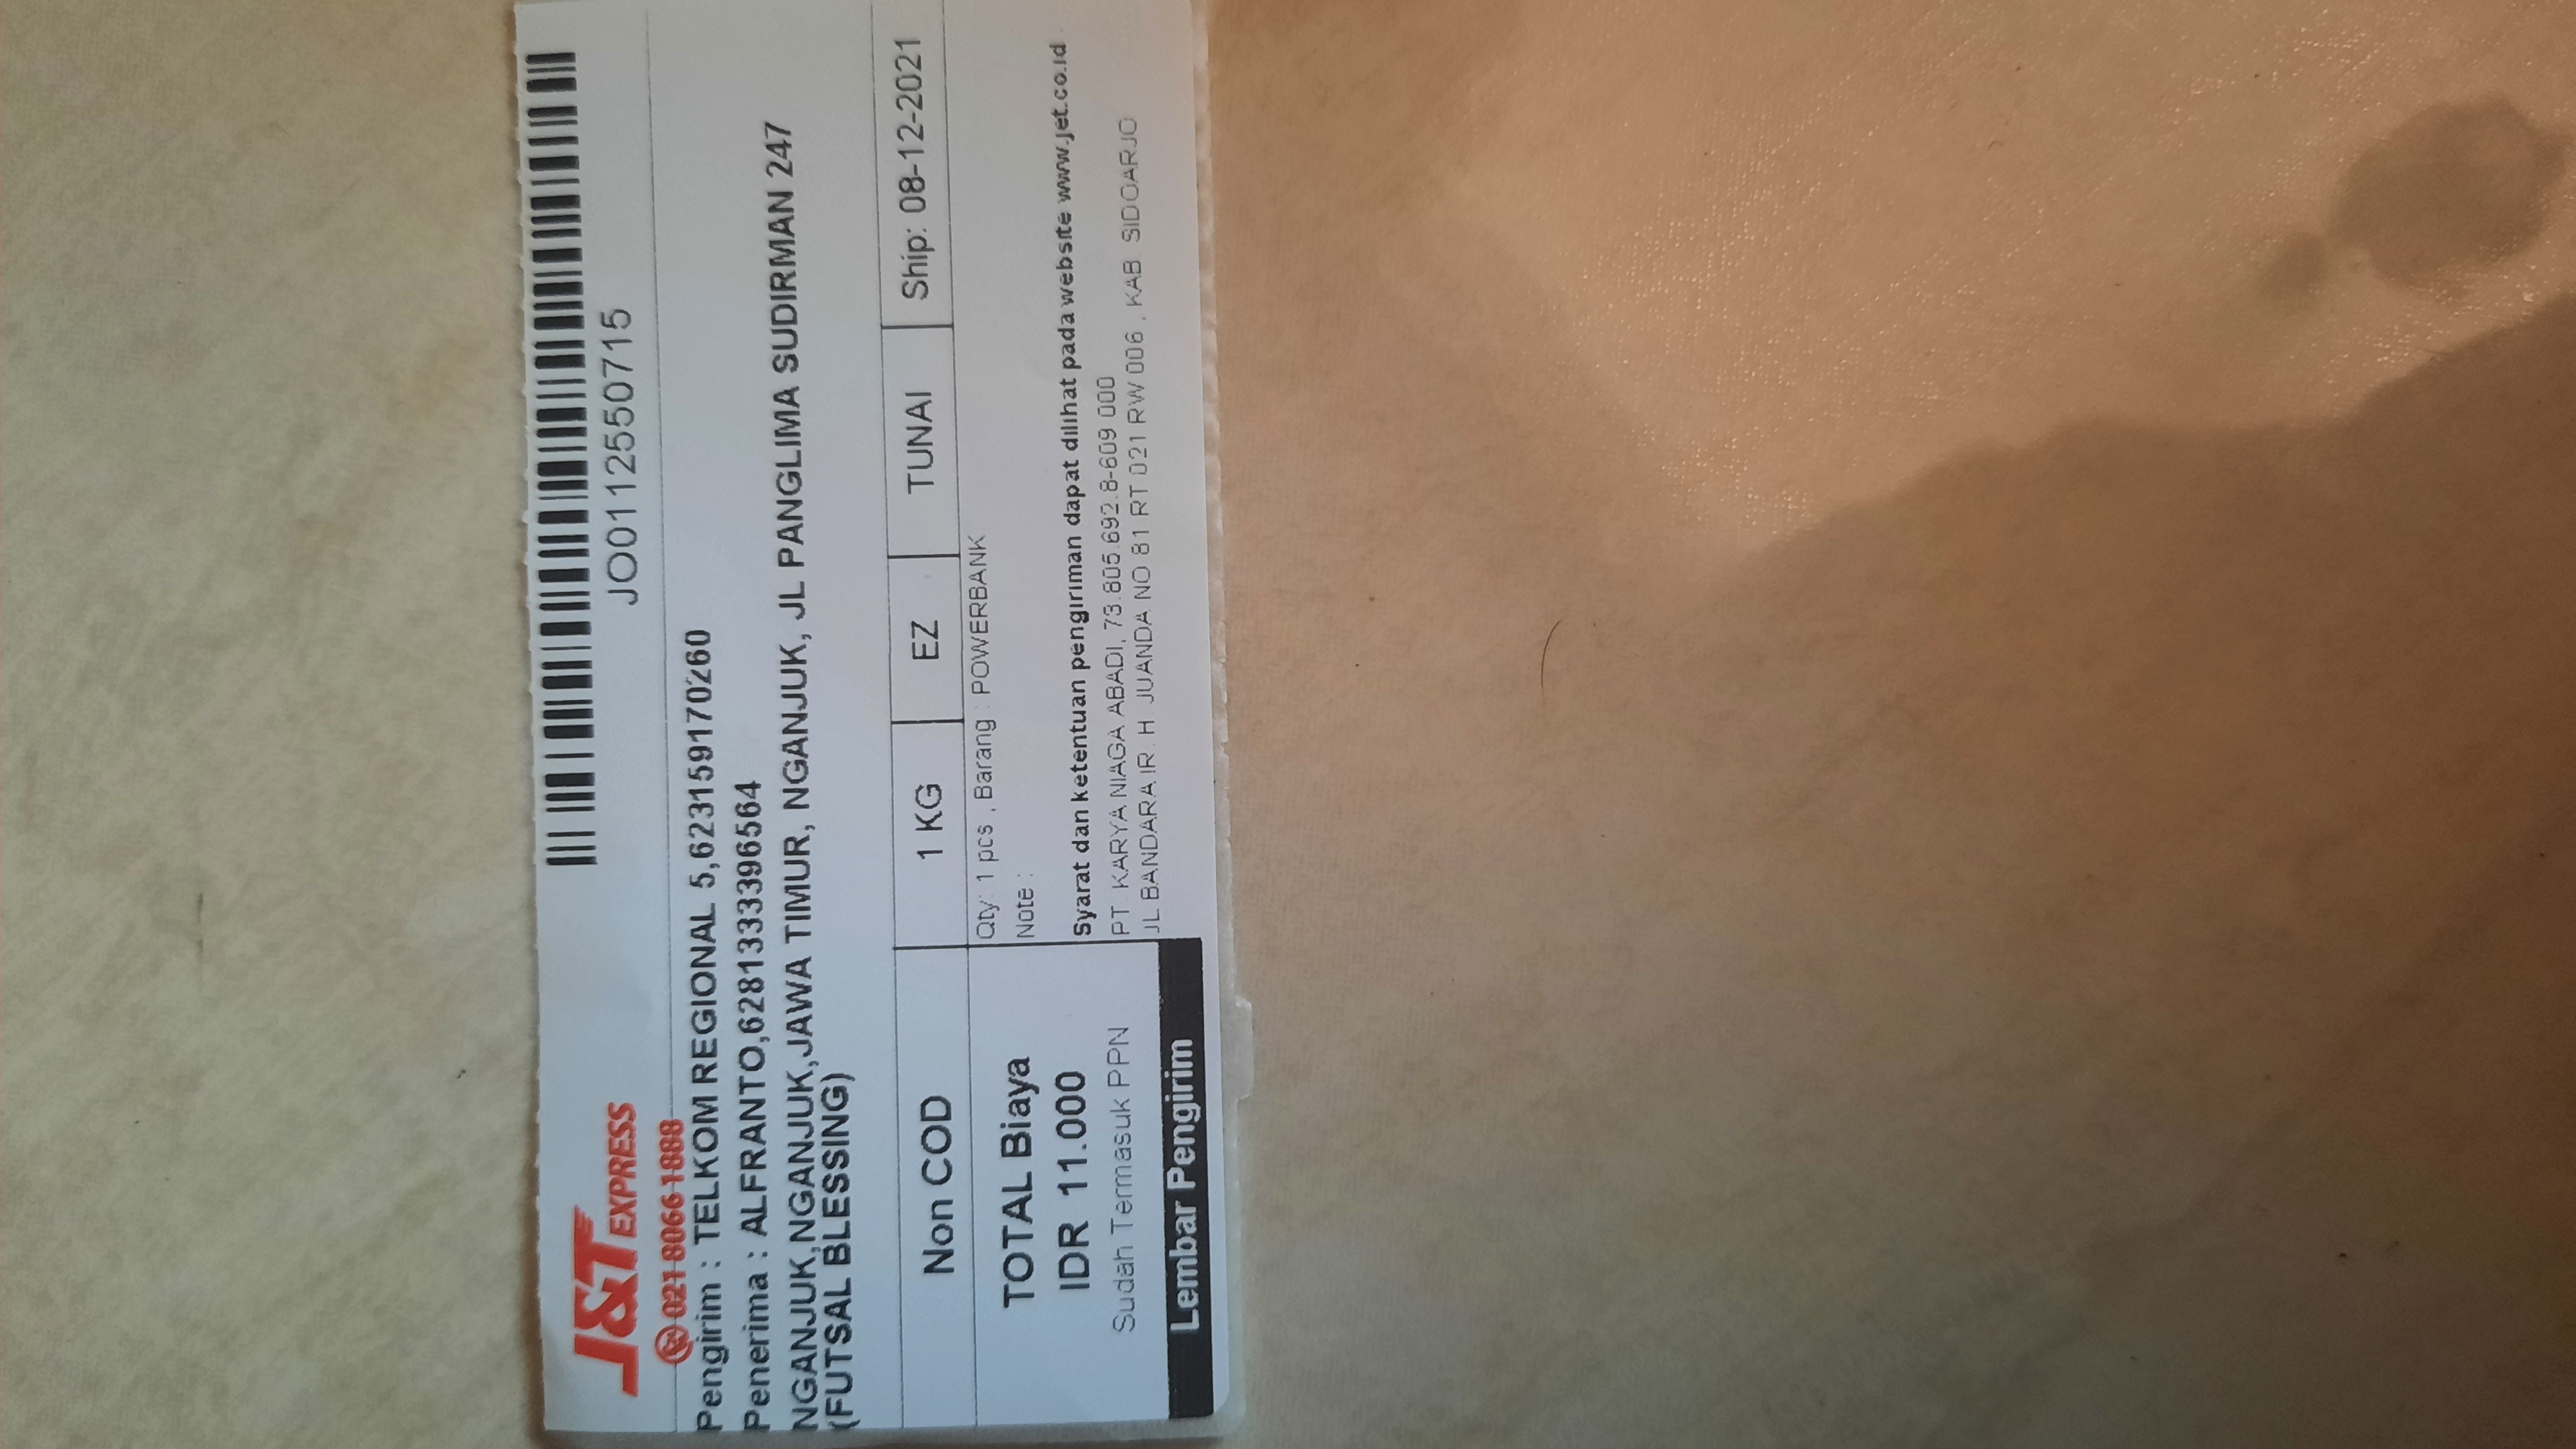 J&T EXPRESS
JO0112550715
021 8066 1888
Pengirim : TELKOM REGIONAL 5,623159170260
Penerima : ALFRANTO,6281333396564
NGANJUK,NGANJUK,JAWA TIMUR, NGANJUK, JL PANGLIMA SUDIRMAN 247
(FUTSAL BLESSING)
Non COD
1 KG
EZ
TUNAI
Ship: 08-12-2021
TOTAL Biaya
IDR 11.000
Sudah Termasuk PPN
Lembar Pengirim
Qty: 1 pcs , Barang : POWERBANK
Note :
Syarat dan ketentuan pengiriman dapat dilihat pada website www.jet.co.id
PT. KARYA NIAGA ABADI, 73.805.692.8-609.000
JL BANDARA IR. H. JUANDA NO 81 RT 021 RW 006 , KAB. SIDOARJO